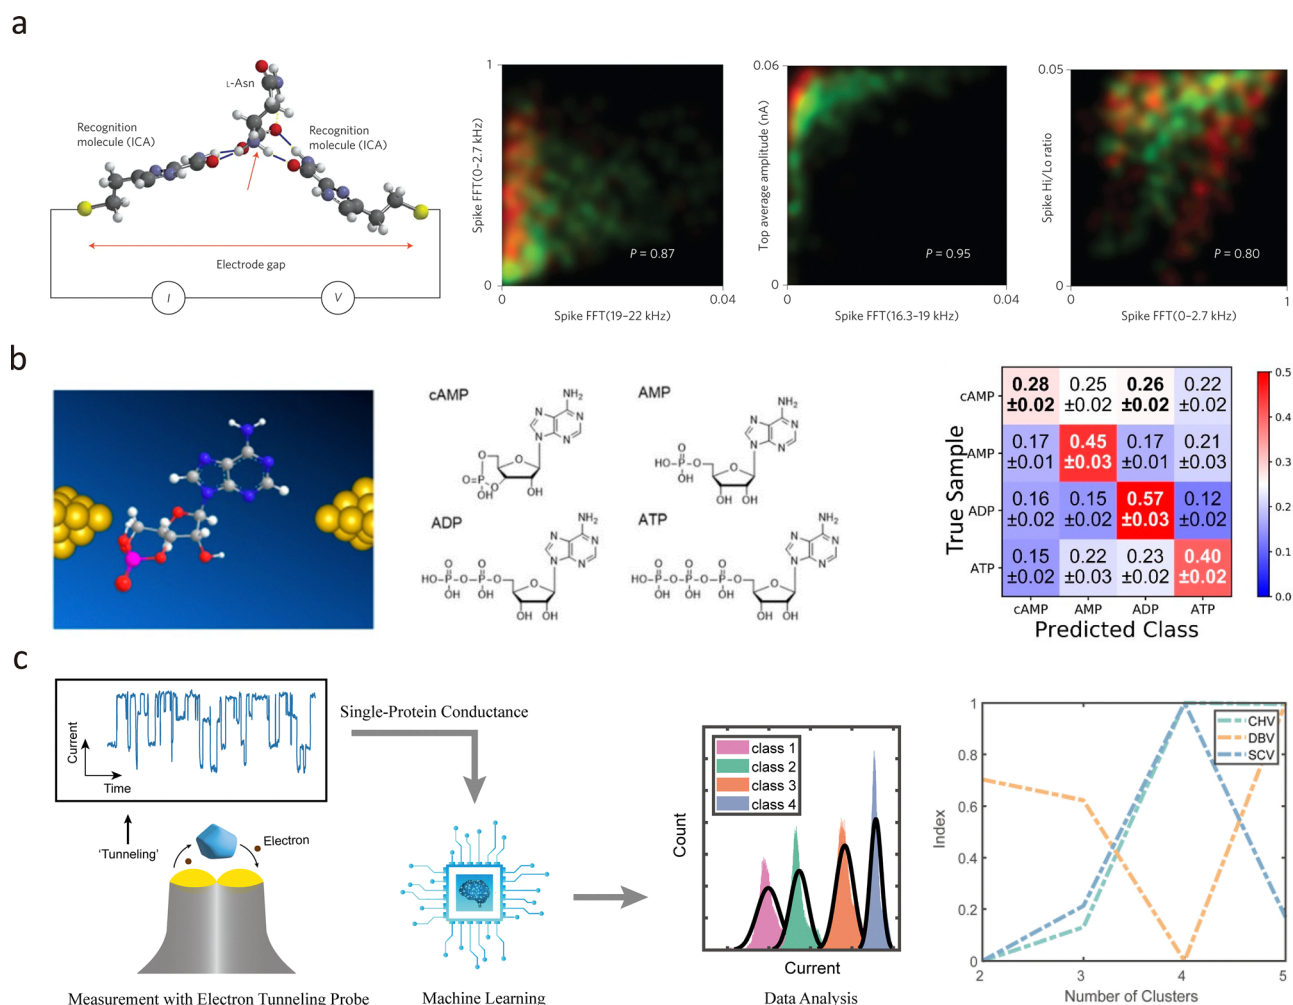 a
L-Asn
Recognition
molecule (ICA)
Recognition
molecule (ICA)
Electrode gap
I
V
1
Spike FFT(0–2.7 kHz)
0
P = 0.87
0
0.04
Spike FFT(19–22 kHz)
0.06
Top average amplitude (nA)
0
P = 0.95
0
0.04
Spike FFT(16.3–19 kHz)
0.05
Spike Hi/Lo ratio
0
P = 0.80
0
1
Spike FFT(0–2.7 kHz)
b
cAMP
NH2
N
N
N
N
O
O
O=P
OH
O
OH
AMP
NH2
N
N
N
N
O
HO-P-O
OH
O
OH OH
ADP
NH2
N
N
N
N
O O
HO-P-O-P-O
OH OH
O
OH OH
ATP
NH2
N
N
N
N
O O O
HO-P-O-P-O-P-O
OH OH OH
O
OH OH
True Sample
cAMP
0.28 ±0.02
0.25 ±0.02
0.26 ±0.02
0.22 ±0.02
AMP
0.17 ±0.01
0.45 ±0.03
0.17 ±0.01
0.21 ±0.03
ADP
0.16 ±0.02
0.15 ±0.02
0.57 ±0.03
0.12 ±0.02
ATP
0.15 ±0.02
0.22 ±0.03
0.23 ±0.02
0.40 ±0.02
cAMP AMP ADP ATP
Predicted Class
0.5
0.4
0.3
0.2
0.1
0.0
c
Current
Time
Single-Protein Conductance
'Tunneling'
Electron
Measurement with Electron Tunneling Probe
Machine Learning
class 1
class 2
class 3
class 4
Count
Current
Data Analysis
1
0.8
0.6
0.4
0.2
0
Index
CHV
DBV
SCV
2 3 4 5
Number of Clusters